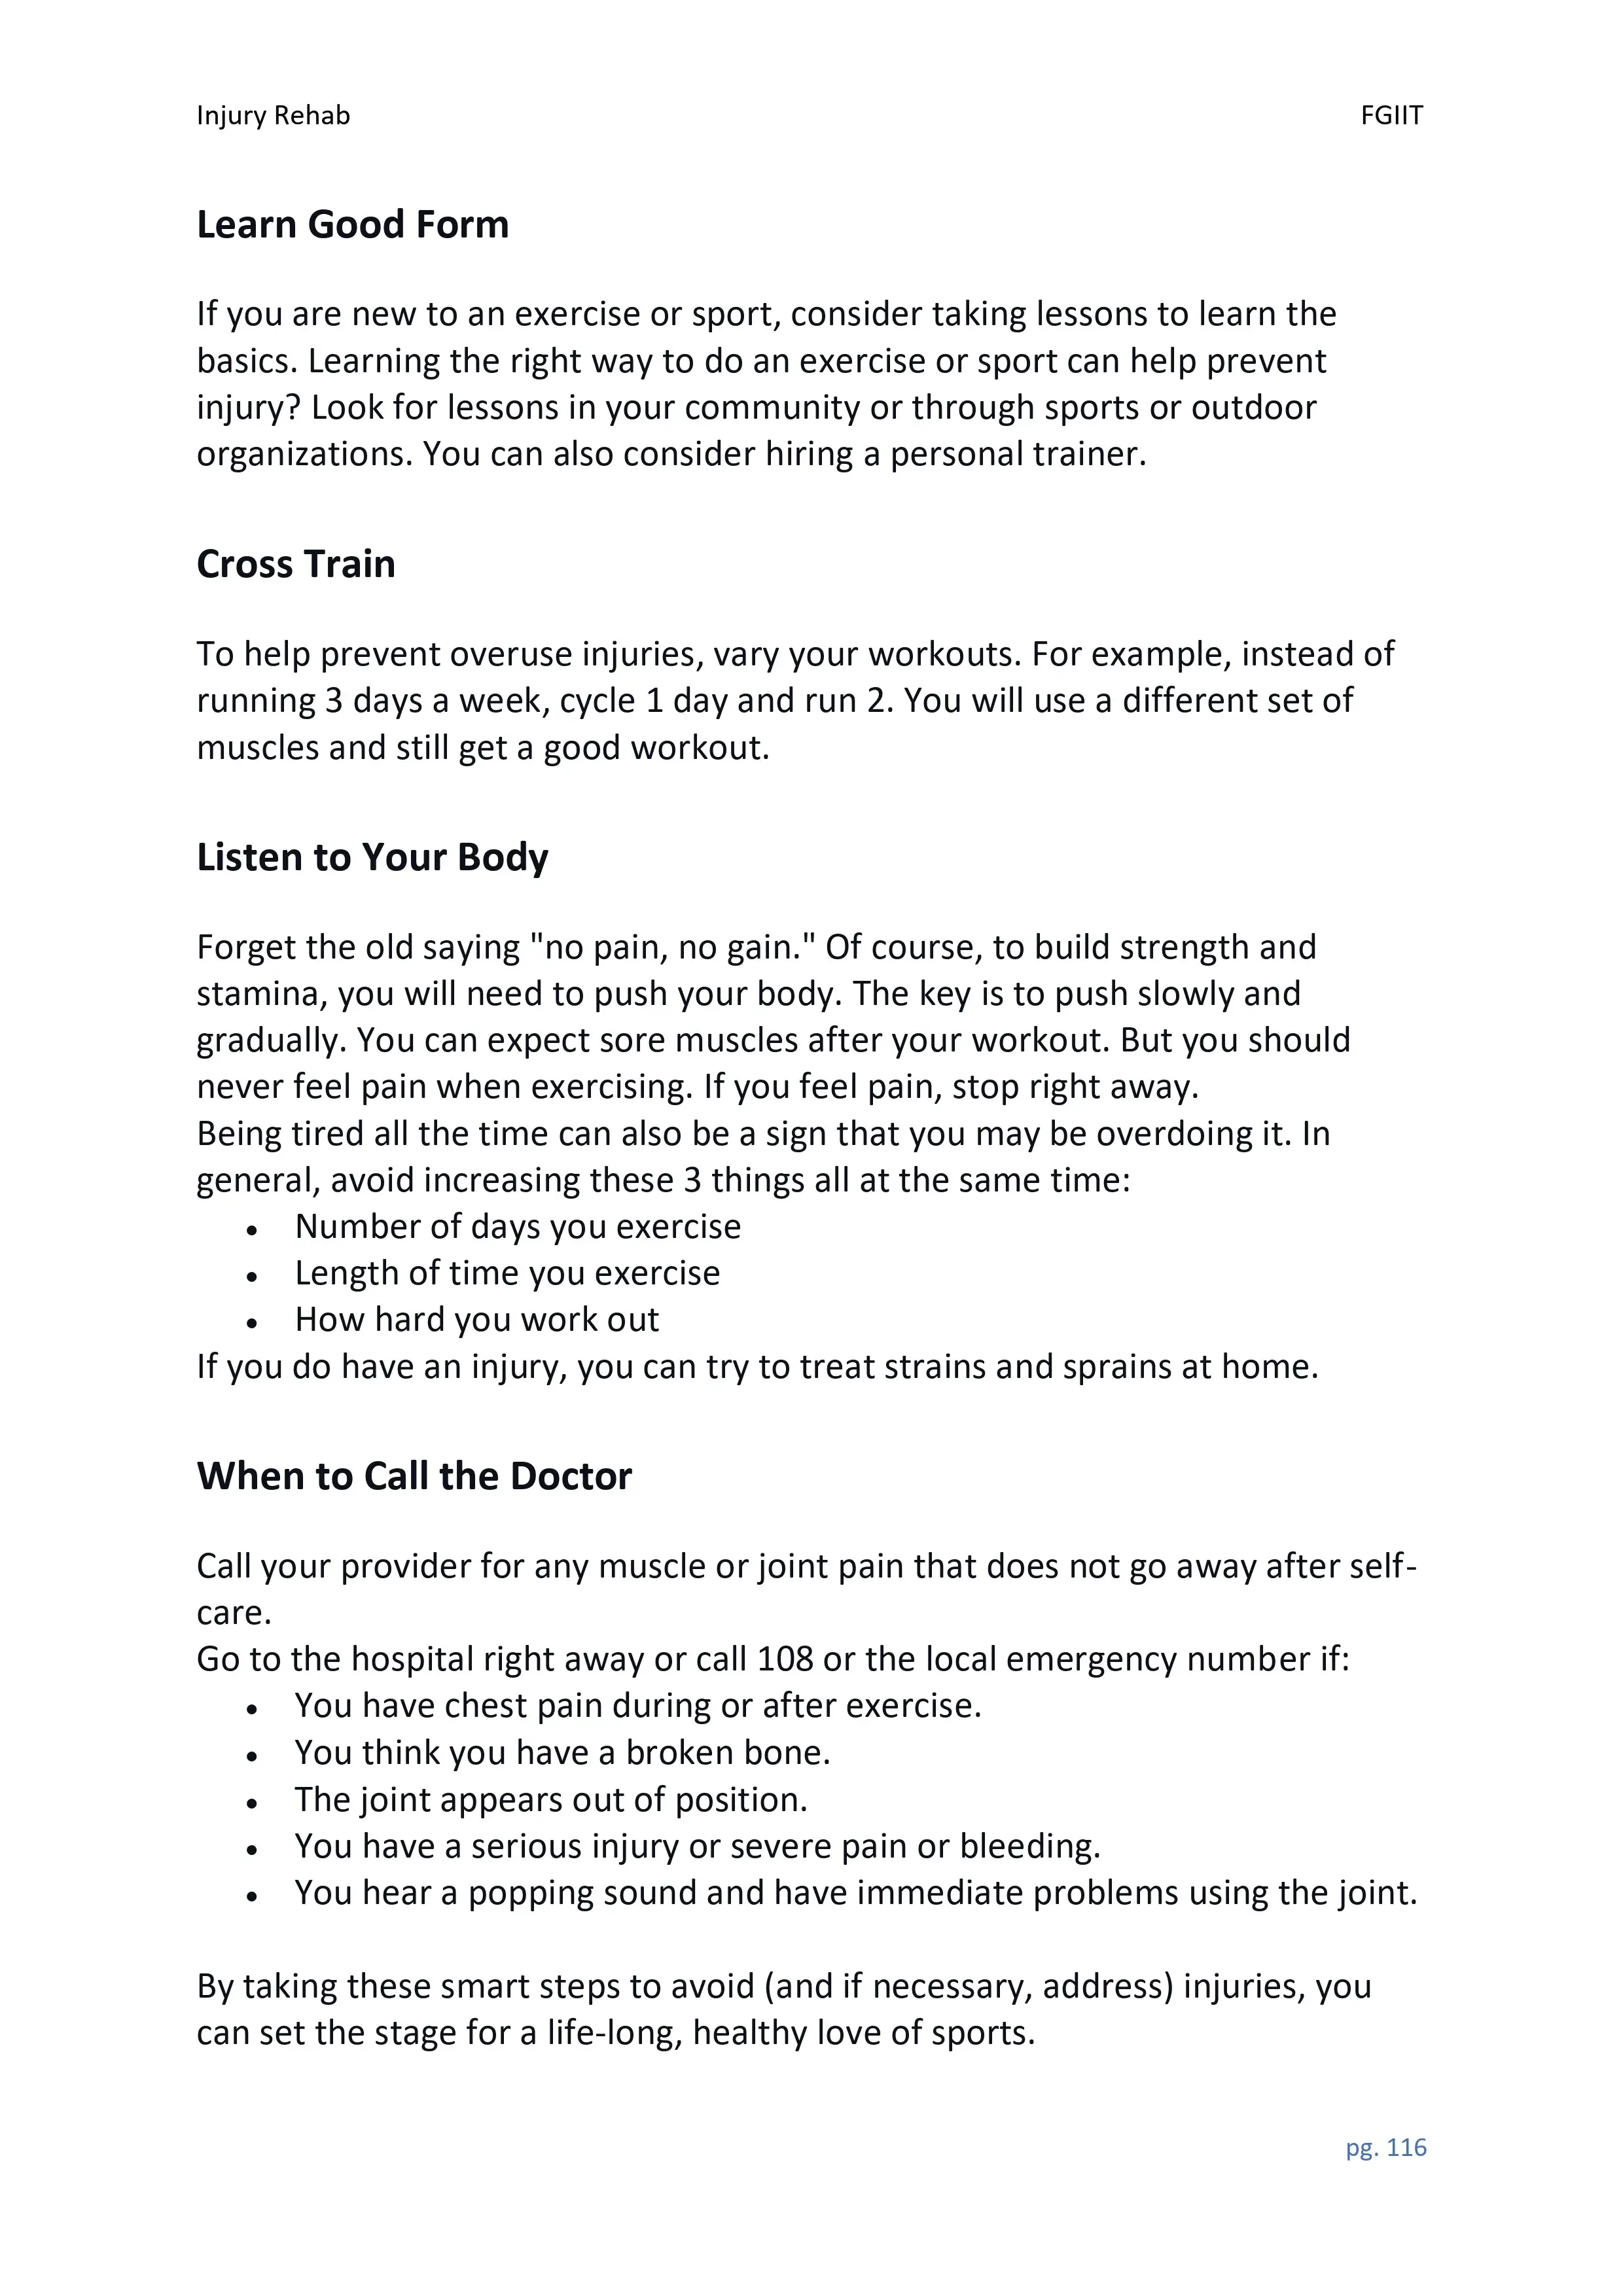 Injury Rehab FGIIT
Learn Good Form
If you are new to an exercise or sport, consider taking lessons to learn the
basics. Learning the right way to do an exercise or sport can help prevent
injury? Look for lessons in your community or through sports or outdoor
organizations. You can also consider hiring a personal trainer.
Cross Train
To help prevent overuse injuries, vary your workouts. For example, instead of
running 3 days a week, cycle 1 day and run 2. You will use a different set of
muscles and still get a good workout.
Listen to Your Body
Forget the old saying "no pain, no gain." Of course, to build strength and
stamina, you will need to push your body. The key is to push slowly and
gradually. You can expect sore muscles after your workout. But you should
never feel pain when exercising. If you feel pain, stop right away.
Being tired all the time can also be a sign that you may be overdoing it. In
general, avoid increasing these 3 things all at the same time:
• Number of days you exercise
• Length of time you exercise
• How hard you work out
If you do have an injury, you can try to treat strains and sprains at home.
When to Call the Doctor
Call your provider for any muscle or joint pain that does not go away after self-
care.
Go to the hospital right away or call 108 or the local emergency number if:
• You have chest pain during or after exercise.
• You think you have a broken bone.
• The joint appears out of position.
• You have a serious injury or severe pain or bleeding.
• You hear a popping sound and have immediate problems using the joint.
By taking these smart steps to avoid (and if necessary, address) injuries, you
can set the stage for a life-long, healthy love of sports.
pg. 116